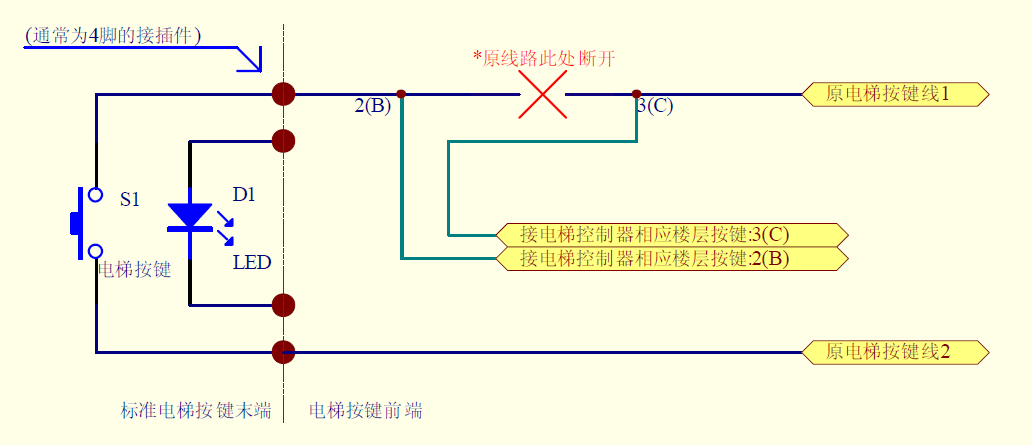 (通常为4脚的接插件)
*原线路此处断开
2(B)
3(C)
原电梯按键线1
S1
D1
接电梯控制器相应楼层按键:3(C)
接电梯控制器相应楼层按键:2(B)
电梯按键
LED
原电梯按键线2
标准电梯按键末端
电梯按键前端